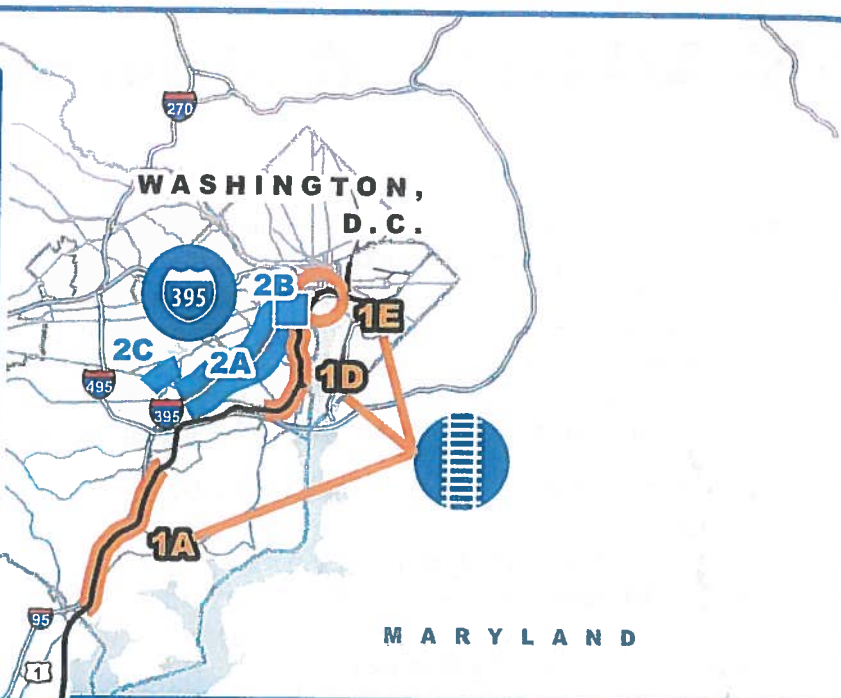 270
WASHINGTON,
D.C.
395
2B
1E
2C
2A
1D
495
395
1A
95
MARYLAND
1